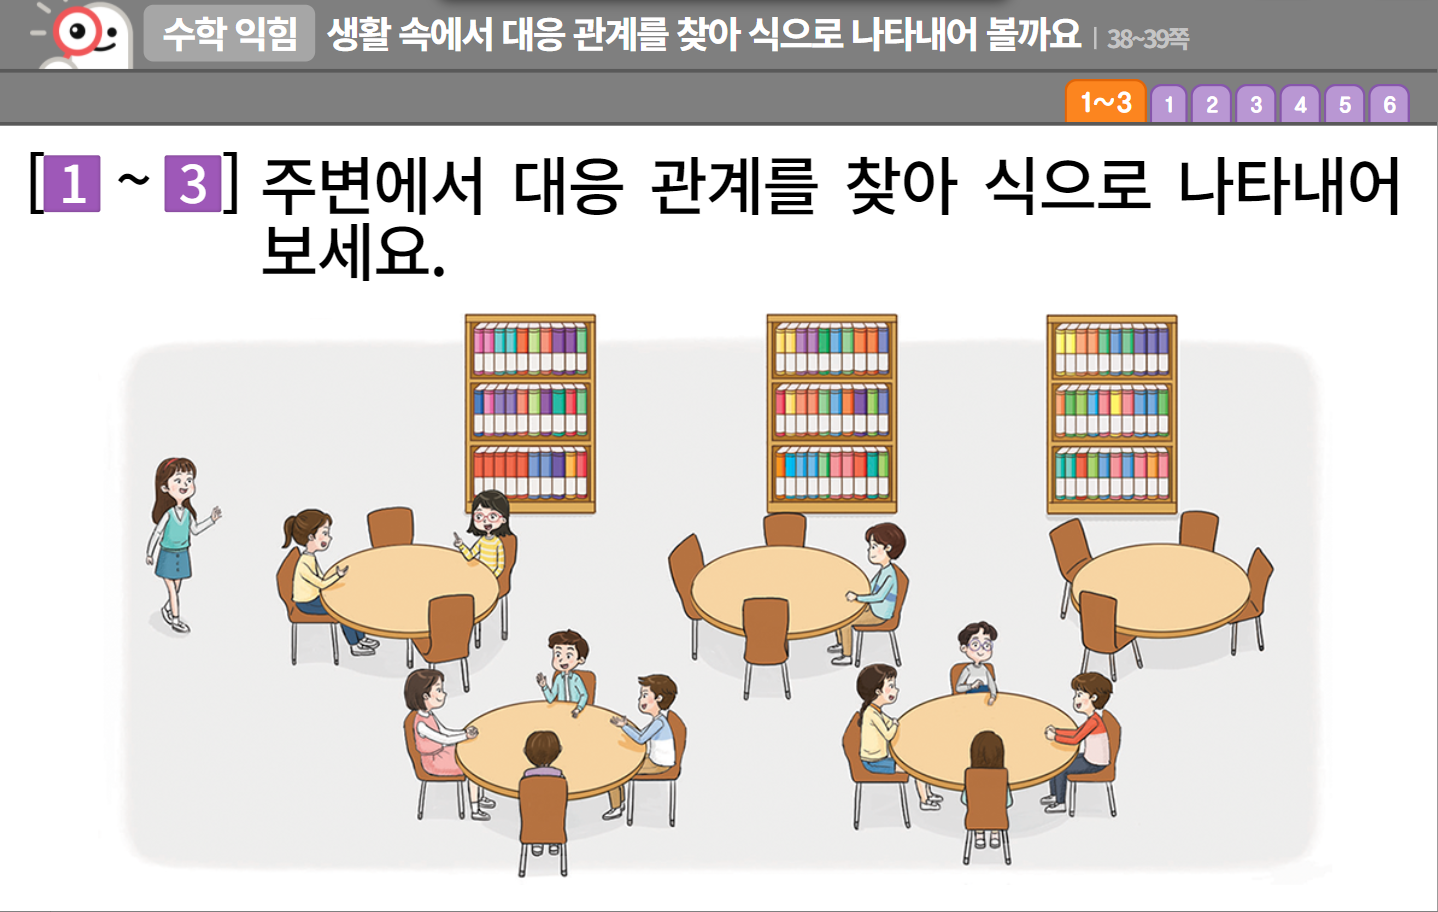 수학 익힘 생활 속에서 대응 관계를 찾아 식으로 나타내어 볼까요 | 38~39쪽
1~3 1 2 3 4 5 6
[1 ~ 3] 주변에서 대응 관계를 찾아 식으로 나타내어
보세요.